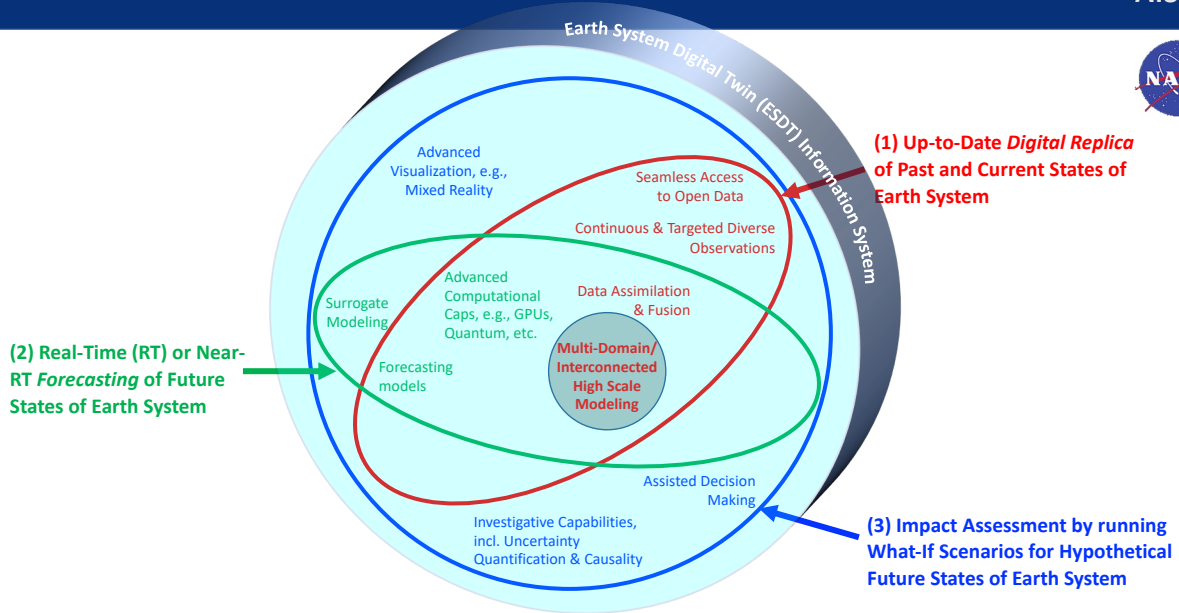 Earth System Digital Twin (ESDT) Information System
(1) Up-to-Date Digital Replica
of Past and Current States of
Earth System
Advanced
Visualization, e.g.,
Mixed Reality
Seamless Access
to Open Data
Continuous & Targeted Diverse
Observations
Advanced
Computational
Caps, e.g., GPUs,
Quantum, etc.
Data Assimilation
& Fusion
Surrogate
Modeling
(2) Real-Time (RT) or Near-
RT Forecasting of Future
States of Earth System
Forecasting
models
Multi-Domain/
Interconnected
High Scale
Modeling
Assisted Decision
Making
Investigative Capabilities,
incl. Uncertainty
Quantification & Causality
(3) Impact Assessment by running
What-If Scenarios for Hypothetical
Future States of Earth System